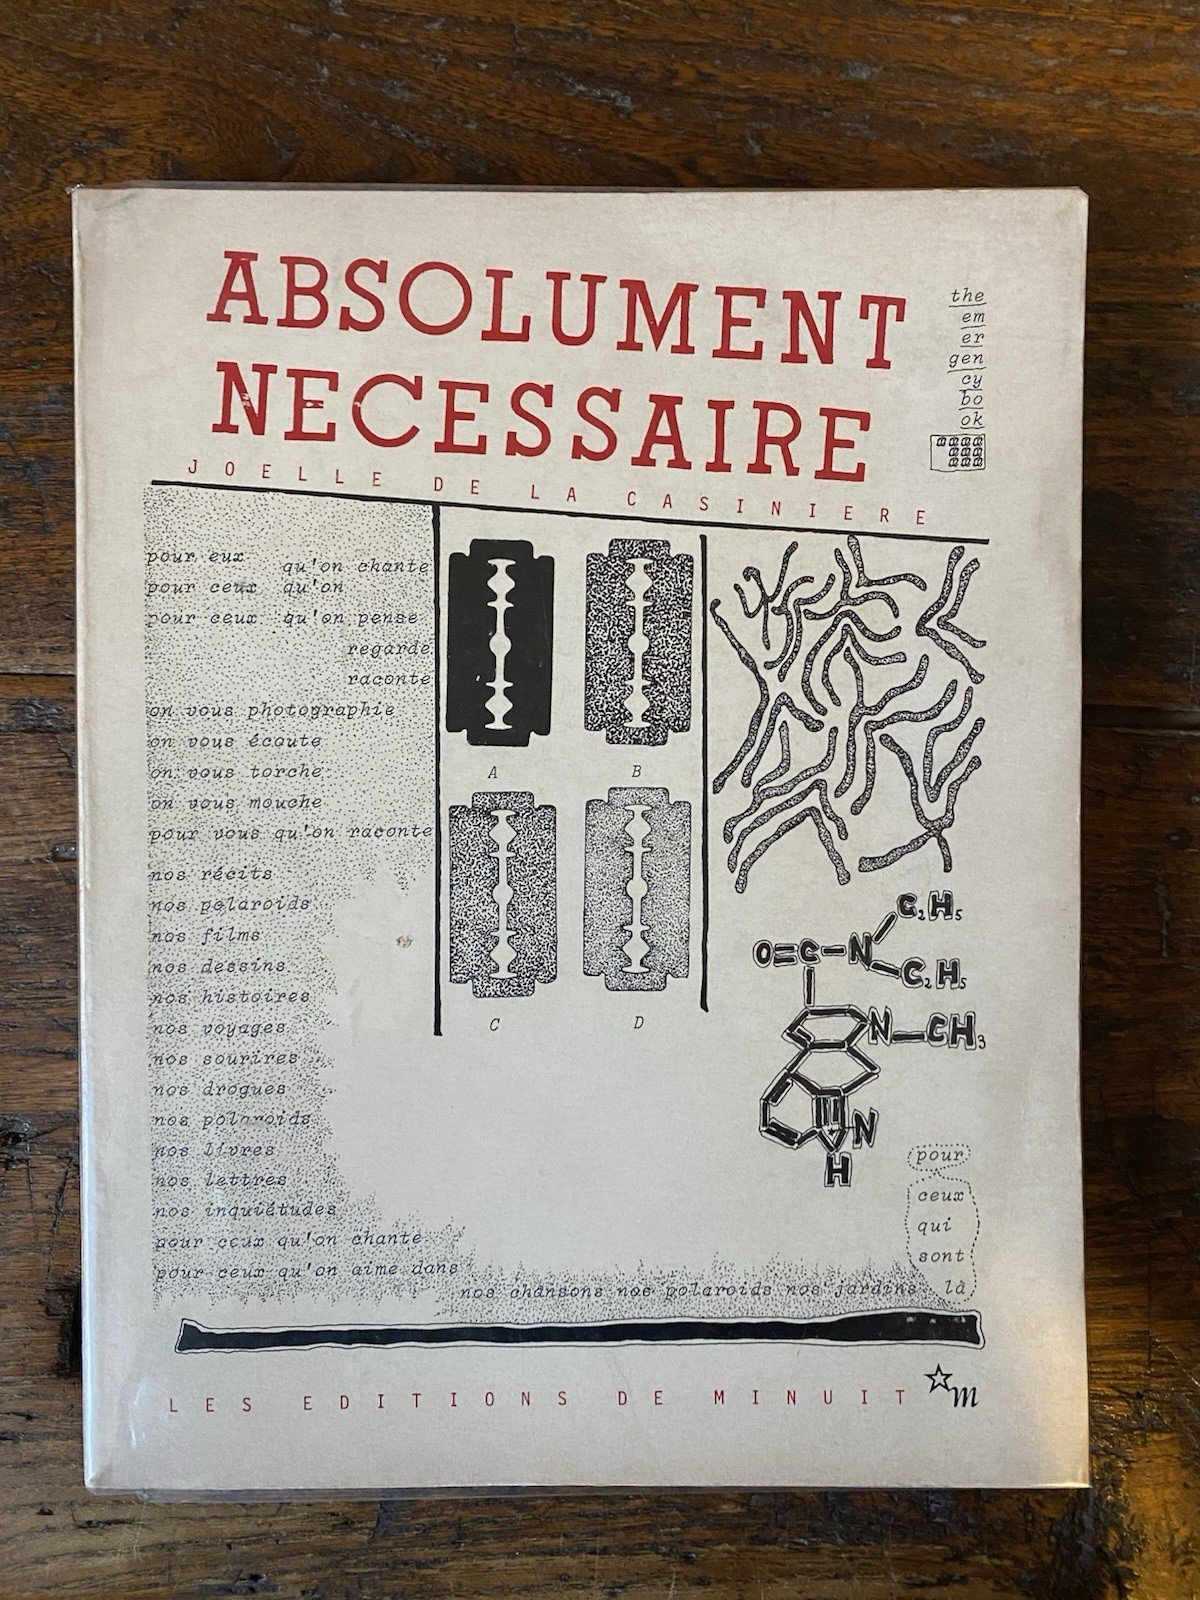 ABSOLUMENT
NECESSAIRE
the
em
er
gen
cy
bo
ok
JOELLE DE LA CASINIERE
pour eux qu'on chante
pour ceux qu'on
pour ceux qu'on pense
regarde
raconte
on vous photographie
on vous écoute
on vous torche
on vous mouche
pour vous qu'on raconte
nos récits
nos polaroids
nos films
nos dessins
nos histoires
nos voyages
nos sourires
nos drogues
nos polaroids
nos livres
nos lettres
nos inquiétudes
pour ceux qu'on chante
pour ceux qu'on aime dans
nos chansons nos polaroids nos jardins
A
B
C
D
C₂H₅
O=C-N
C₂H₅
N-CH₃
N
H
pour
ceux
qui
sont
là
LES EDITIONS DE MINUIT
m